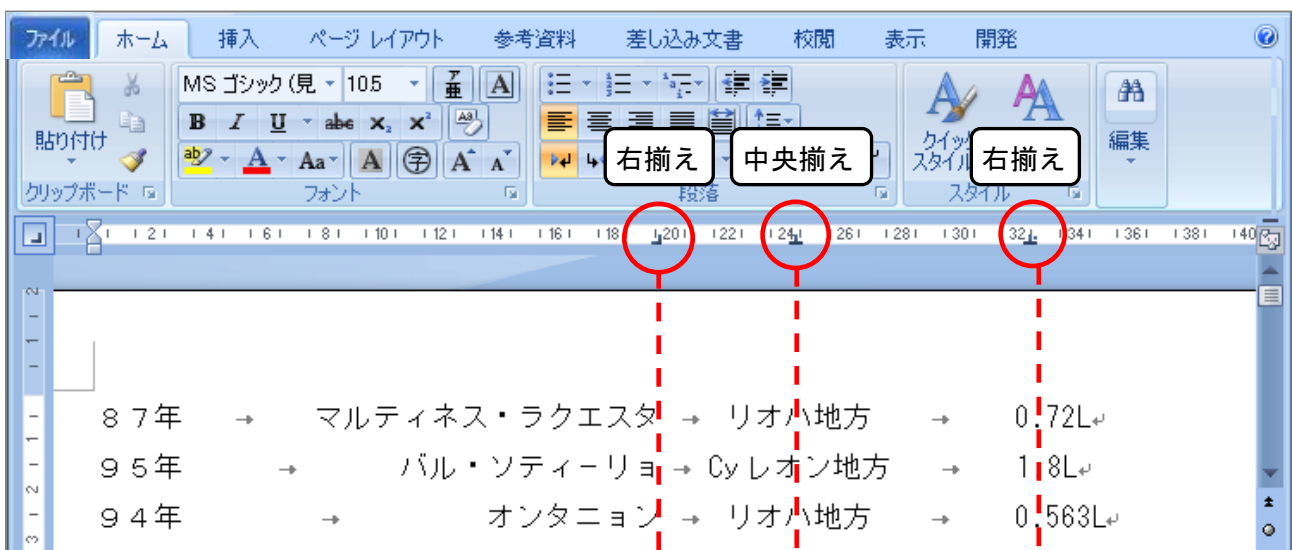 ファイル ホーム 挿入 ページ レイアウト 参考資料 差し込み文書 校閲 表示 開発
MS ゴシック (見 10.5 ア亜 A
貼り付け
B I U abc x₂ x² Aa
ab A Aa A 字 A A
クイック
スタイル
編集
右揃え 中央揃え 右揃え
クリップボード フォント 段落 スタイル
2 4 6 8 10 12 14 16 18 20 22 24 26 28 30 32 34 36 38 40
87年 → マルティネス・ラクエスタ → リオハ地方 → 0.72L↵
95年 → バル・ソティーリョ → Cyレオン地方 → 1.8L↵
94年 → オンタニョン → リオハ地方 → 0.563L↵